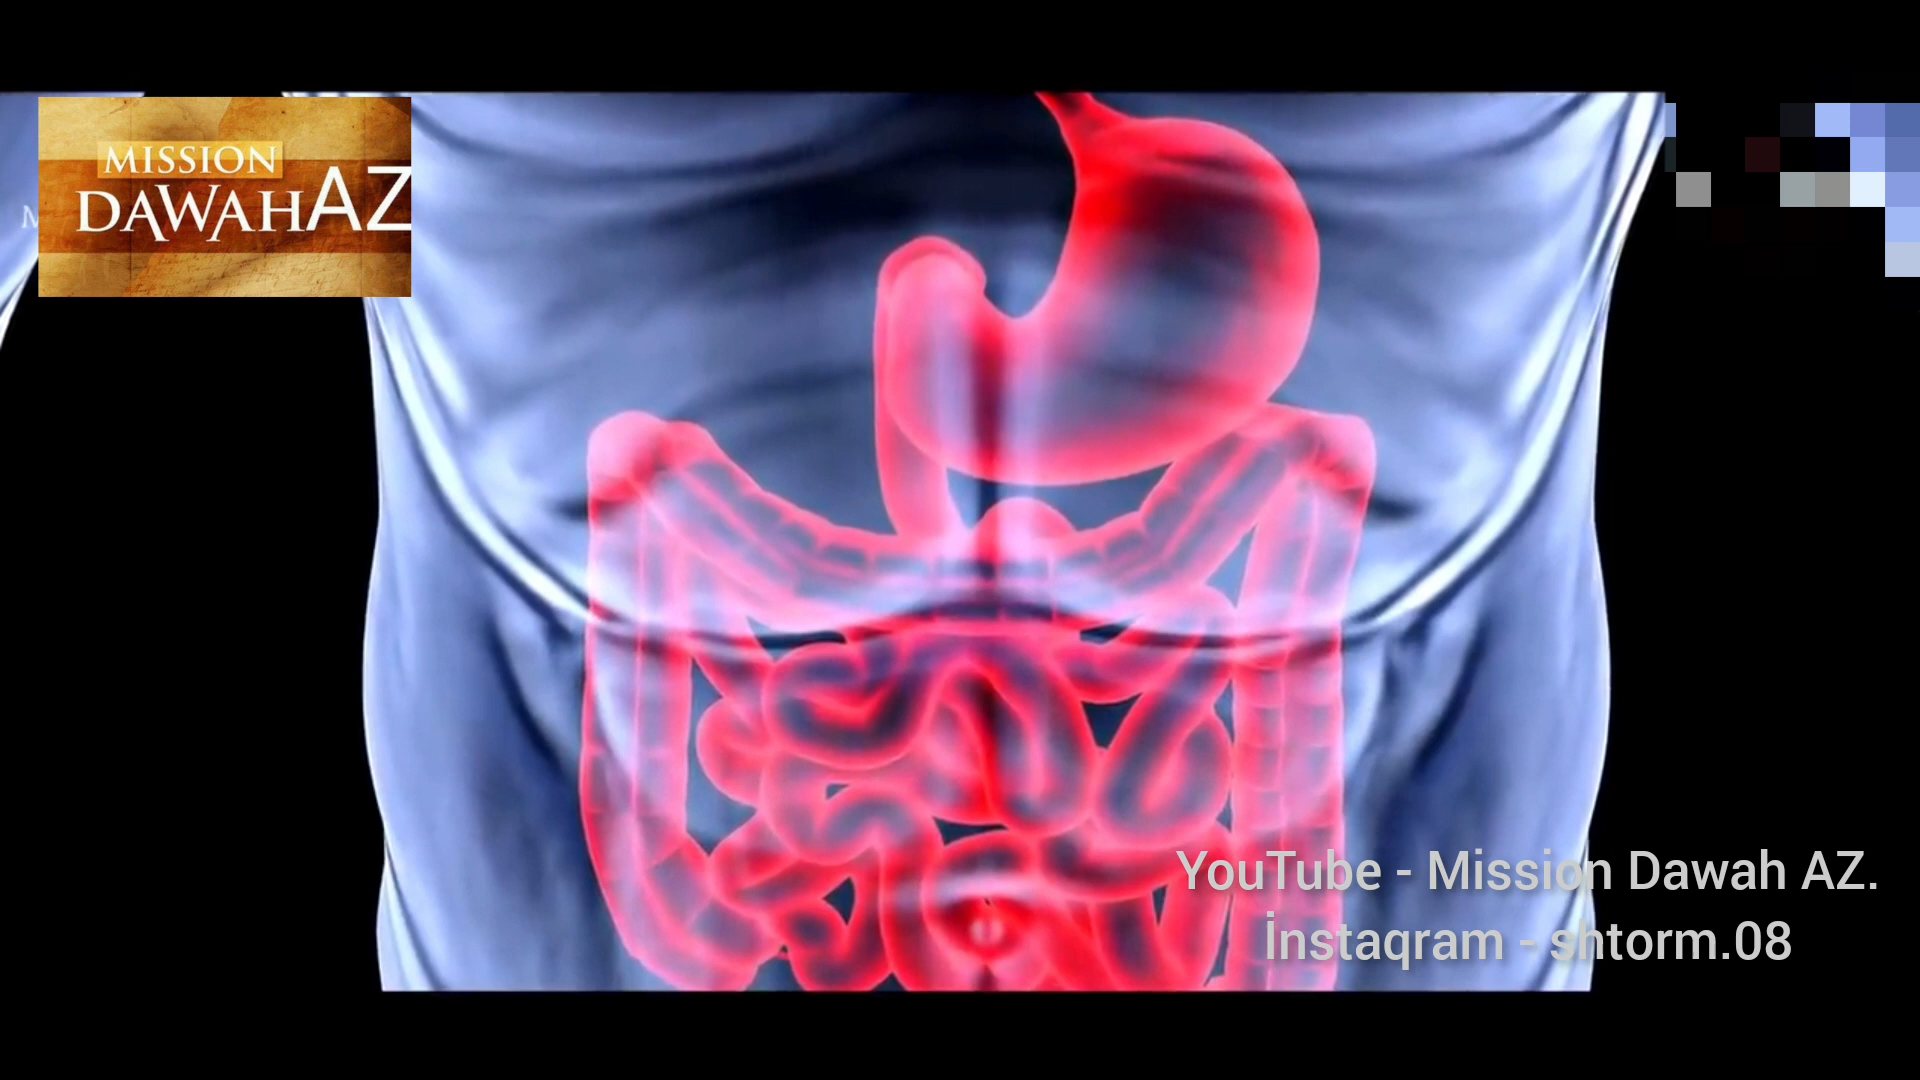 MISSION
DAWAHAZ
YouTube - Mission Dawah AZ.
İnstaqram - shtorm.08